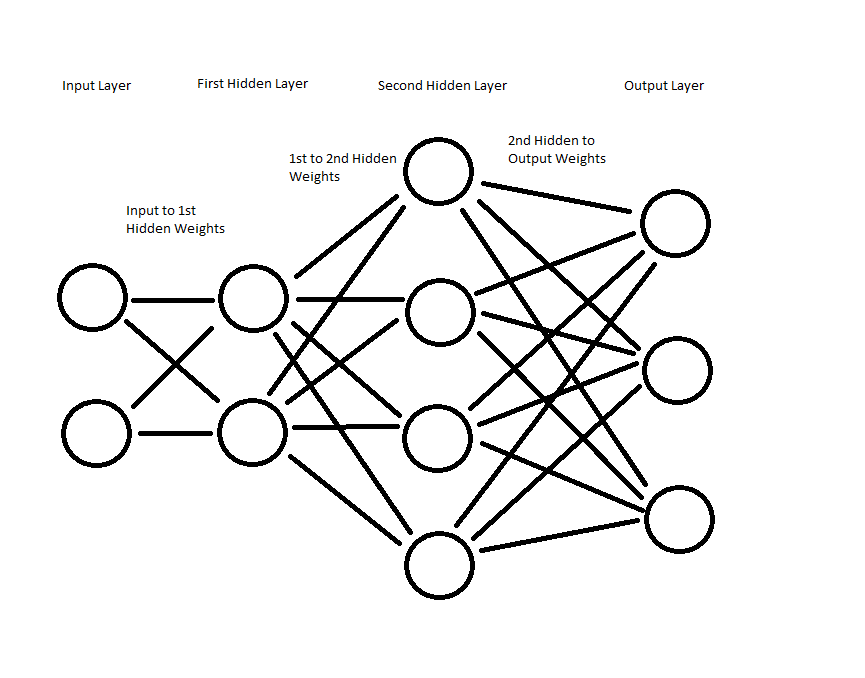 Input Layer
First Hidden Layer
Second Hidden Layer
Output Layer
1st to 2nd Hidden
Weights
2nd Hidden to
Output Weights
Input to 1st
Hidden Weights